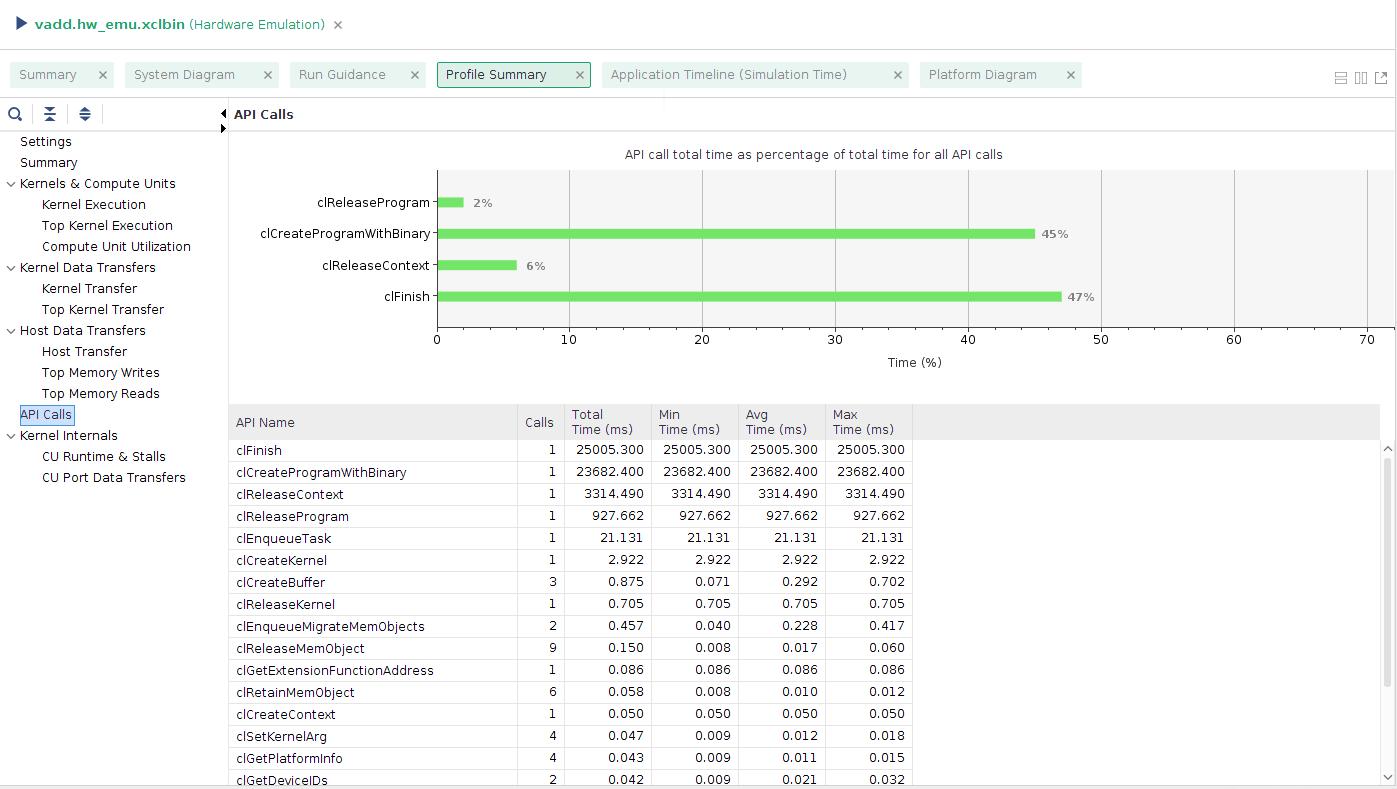 vadd.hw_emu.xclbin (Hardware Emulation)
Summary System Diagram Run Guidance Profile Summary Application Timeline (Simulation Time) Platform Diagram
Settings
Summary
Kernels & Compute Units
Kernel Execution
Top Kernel Execution
Compute Unit Utilization
Kernel Data Transfers
Kernel Transfer
Top Kernel Transfer
Host Data Transfers
Host Transfer
Top Memory Writes
Top Memory Reads
API Calls
Kernel Internals
CU Runtime & Stalls
CU Port Data Transfers
API Calls
API call total time as percentage of total time for all API calls
clReleaseProgram 2%
clCreateProgramWithBinary 45%
clReleaseContext 6%
clFinish 47%
0 10 20 30 40 50 60 70
Time (%)
API Name Calls Total Time (ms) Min Time (ms) Avg Time (ms) Max Time (ms)
clFinish 1 25005.300 25005.300 25005.300 25005.300
clCreateProgramWithBinary 1 23682.400 23682.400 23682.400 23682.400
clReleaseContext 1 3314.490 3314.490 3314.490 3314.490
clReleaseProgram 1 927.662 927.662 927.662 927.662
clEnqueueTask 1 21.131 21.131 21.131 21.131
clCreateKernel 1 2.922 2.922 2.922 2.922
clCreateBuffer 3 0.875 0.071 0.292 0.702
clReleaseKernel 1 0.705 0.705 0.705 0.705
clEnqueueMigrateMemObjects 2 0.457 0.040 0.228 0.417
clReleaseMemObject 9 0.150 0.008 0.017 0.060
clGetExtensionFunctionAddress 1 0.086 0.086 0.086 0.086
clRetainMemObject 6 0.058 0.008 0.010 0.012
clCreateContext 1 0.050 0.050 0.050 0.050
clSetKernelArg 4 0.047 0.009 0.012 0.018
clGetPlatformInfo 4 0.043 0.009 0.011 0.015
clGetDeviceIDs 2 0.042 0.009 0.021 0.032